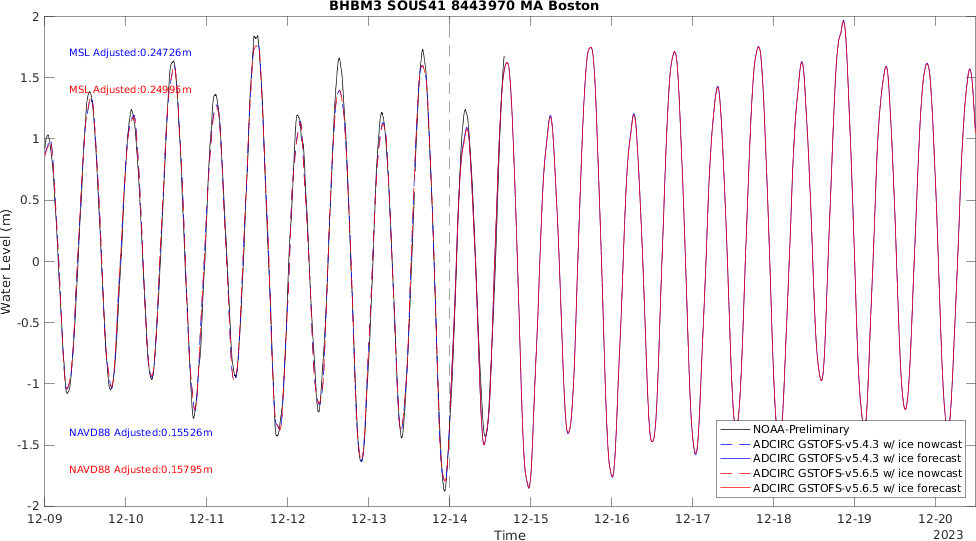 BHBM3 SOUS41 8443970 MA Boston
MSL Adjusted:0.24726m
MSL Adjusted:0.24995m
NAVD88 Adjusted:0.15526m
NAVD88 Adjusted:0.15795m
Water Level (m)
2
1.5
1
0.5
0
-0.5
-1
-1.5
-2
NOAA-Preliminary
ADCIRC GSTOFS-v5.4.3 w/ ice nowcast
ADCIRC GSTOFS-v5.4.3 w/ ice forecast
ADCIRC GSTOFS-v5.6.5 w/ ice nowcast
ADCIRC GSTOFS-v5.6.5 w/ ice forecast
12-09 12-10 12-11 12-12 12-13 12-14 12-15 12-16 12-17 12-18 12-19 12-20
Time
2023